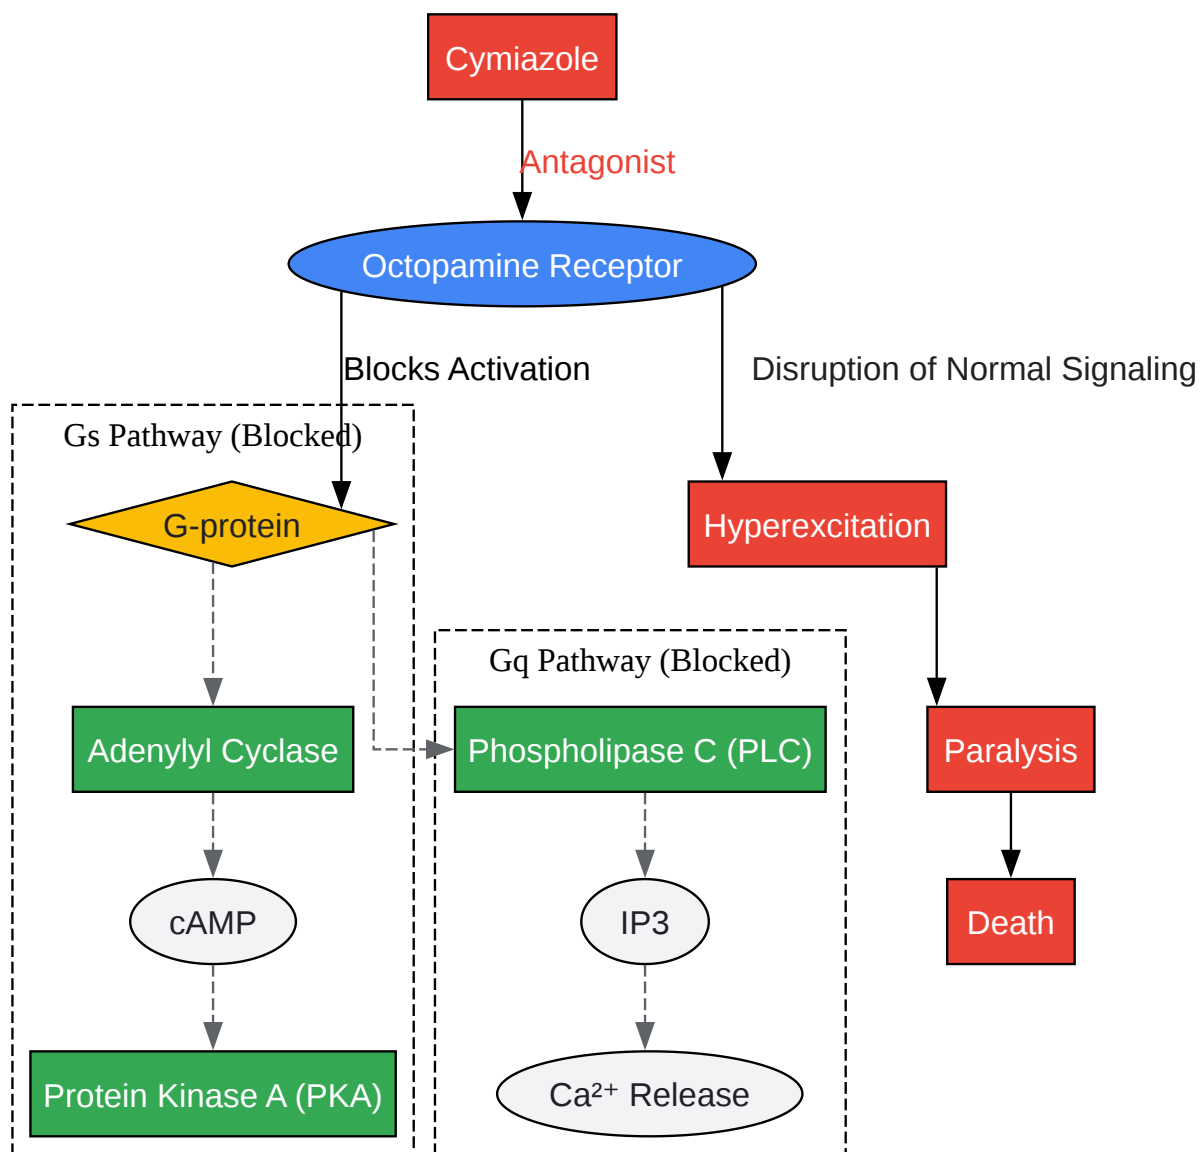 Cymiazole
Antagonist
Octopamine Receptor
Blocks Activation
Disruption of Normal Signaling
Gs Pathway (Blocked)
G-protein
Hyperexcitation
Gq Pathway (Blocked)
Adenylyl Cyclase
Phospholipase C (PLC)
Paralysis
cAMP
IP3
Death
Protein Kinase A (PKA)
Ca²⁺ Release